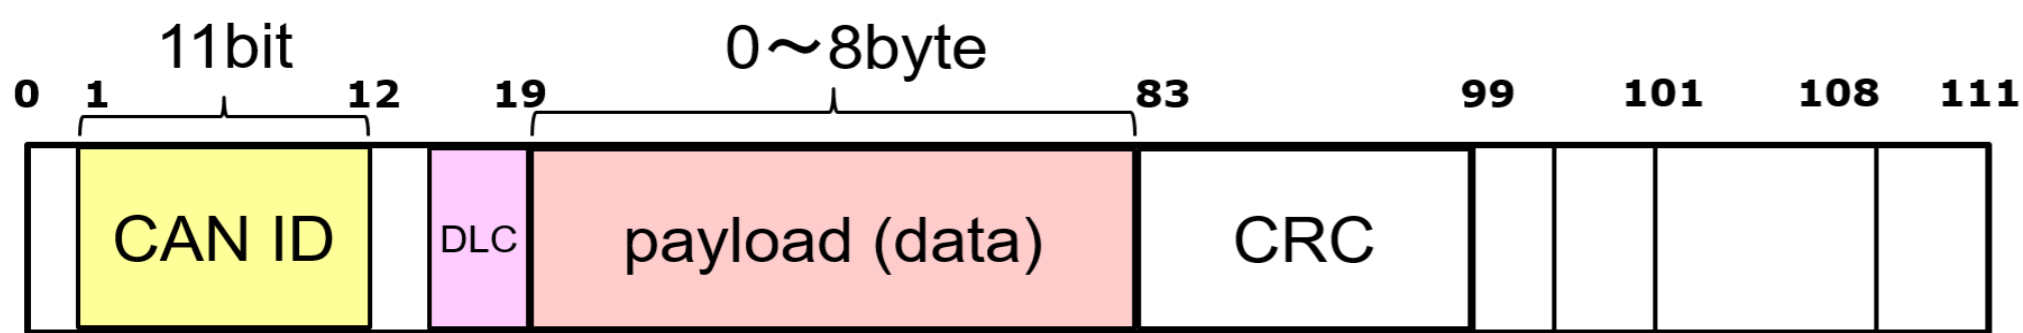 11bit 0～8byte
0 1 12 19 83 99 101 108 111
CAN ID DLC payload (data) CRC